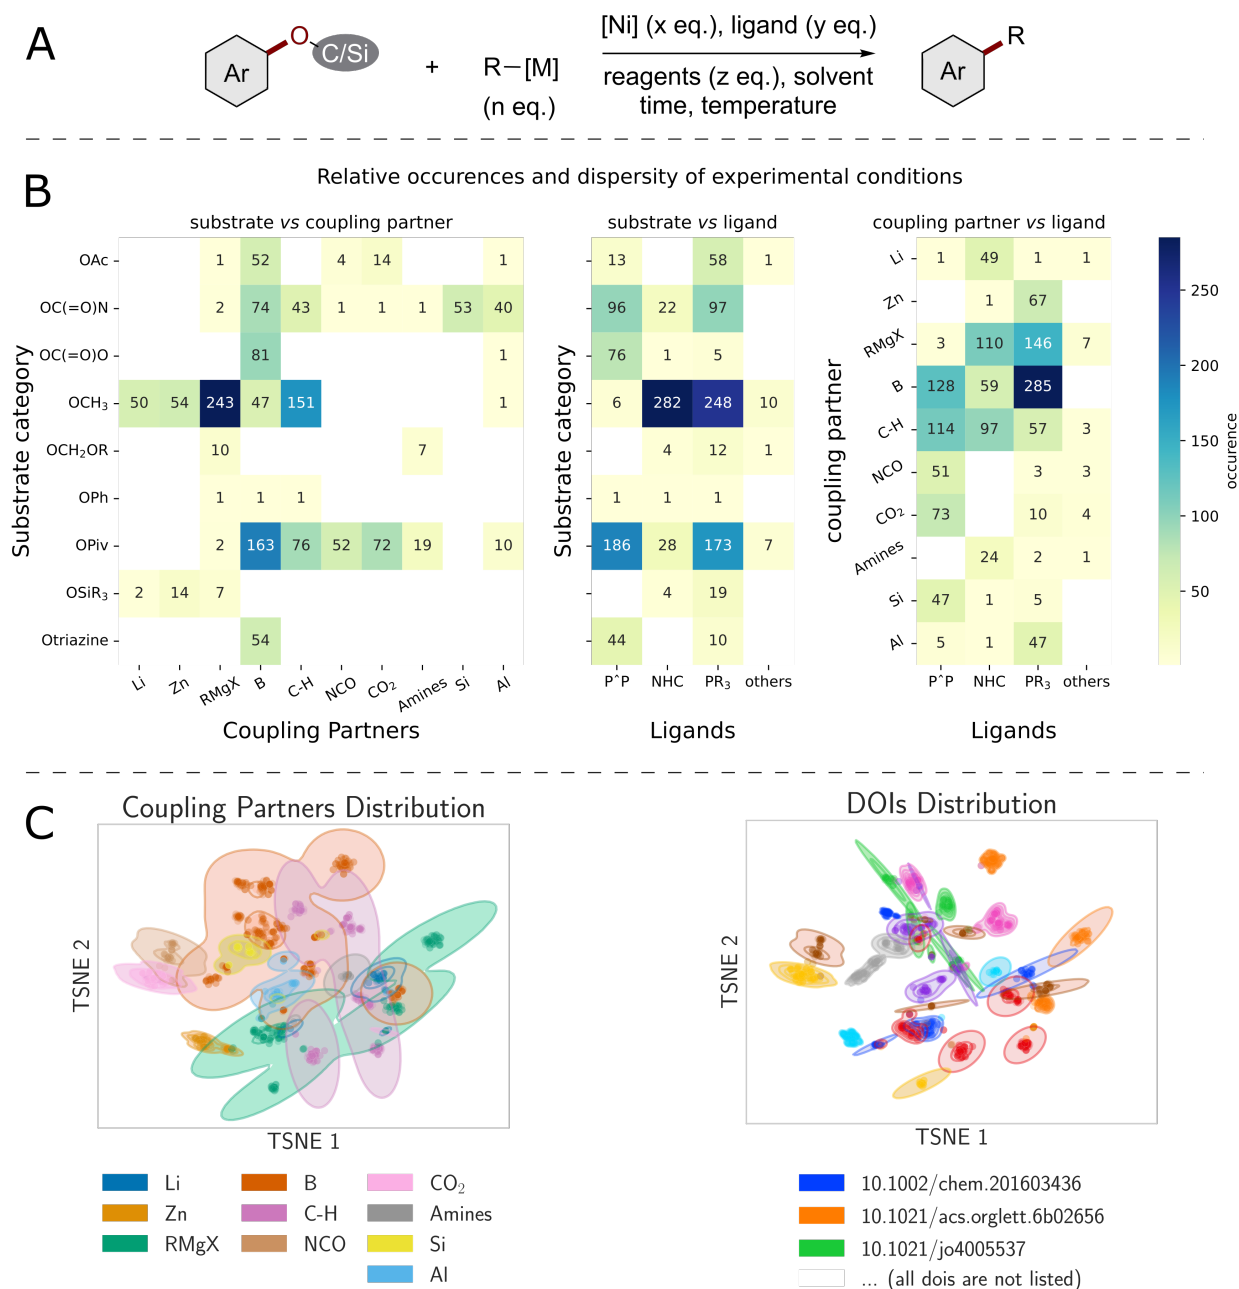 A
Ar
O
C/Si
+
R–[M]
(n eq.)
[Ni] (x eq.), ligand (y eq.)
reagents (z eq.), solvent
time, temperature
Ar
R
B
Relative occurences and dispersity of experimental conditions
substrate vs coupling partner
Substrate category
OAc 1 52 4 14 1
OC(=O)N 2 74 43 1 1 1 53 40
OC(=O)O 81 1
OCH₃ 50 54 243 47 151 1
OCH₂OR 10 7
OPh 1 1 1
OPiv 2 163 76 52 72 19 10
OSiR₃ 2 14 7
Otriazine 54
Li Zn RMgX B C-H NCO CO₂ Amines Si Al
Coupling Partners
substrate vs ligand
Substrate category
13 58 1
96 22 97
76 1 5
6 282 248 10
4 12 1
1 1 1
186 28 173 7
4 19
44 10
P^P NHC PR₃ others
Ligands
coupling partner vs ligand
coupling partner
Li 1 49 1 1
Zn 1 67
RMgX 3 110 146 7
B 128 59 285
C-H 114 97 57 3
NCO 51 3 3
CO₂ 73 10 4
Amines 24 2 1
Si 47 1 5
Al 5 1 47
P^P NHC PR₃ others
Ligands
250
200
150
100
50
occurence
C
Coupling Partners Distribution
TSNE 2
TSNE 1
Li
Zn
RMgX
B
C-H
NCO
CO₂
Amines
Si
Al
DOIs Distribution
TSNE 2
TSNE 1
10.1002/chem.201603436
10.1021/acs.orglett.6b02656
10.1021/jo4005537
... (all dois are not listed)